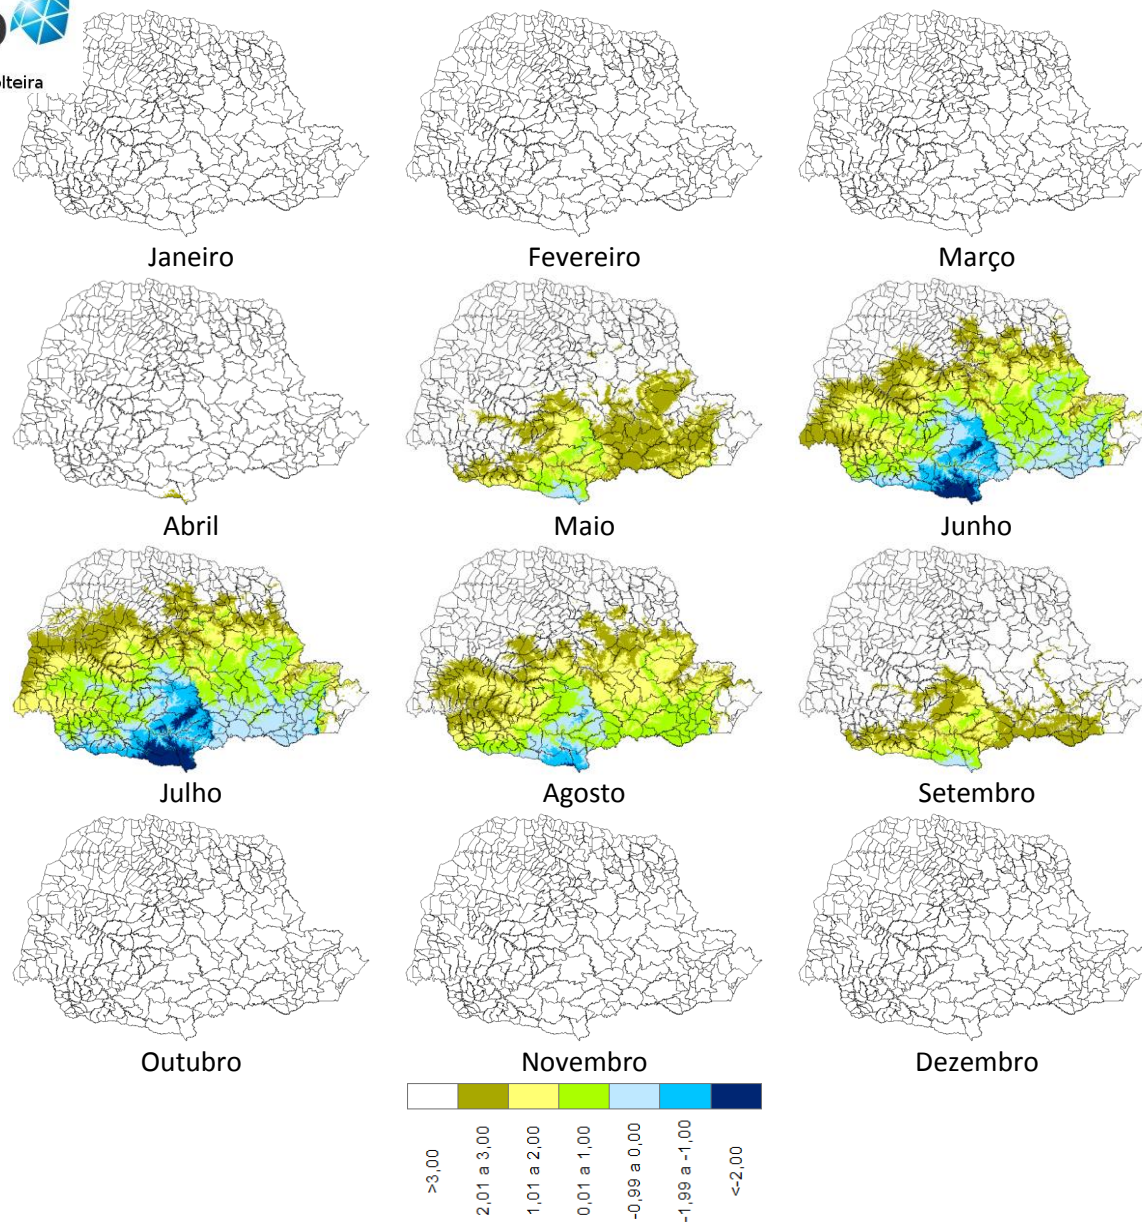 lteira
Janeiro
Fevereiro
Março
Abril
Maio
Junho
Julho
Agosto
Setembro
Outubro
Novembro
Dezembro
>3,00
2,01 a 3,00
1,01 a 2,00
0,01 a 1,00
-0,99 a 0,00
-1,99 a -1,00
<-2,00